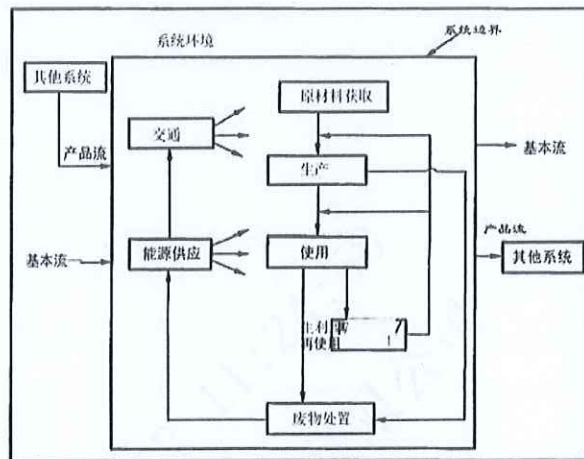 系统环境
系统边界
其他系统
原材料获取
交通
产品流
基本流
生产
产品流
基本流
能源供应
使用
其他系统
再使用
废物处置